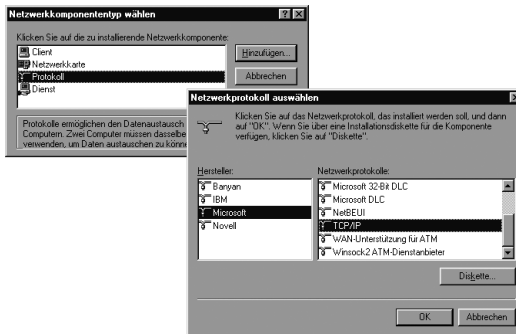 Netzwerkkomponententyp wählen
Klicken Sie auf die zu installierende Netzwerkkomponente:
Client
Netzwerkkarte
Protokoll
Dienst
Hinzufügen...
Abbrechen
Protokolle ermöglichen den Datenaustausch
Computern. Zwei Computer müssen dasselbe
verwenden, um Daten austauschen zu könne
Netzwerkprotokoll auswählen
Klicken Sie auf das Netzwerkprotokoll, das installiert werden soll, und dann
auf "OK". Wenn Sie über eine Installationsdiskette für die Komponente
verfügen, klicken Sie auf "Diskette".
Hersteller:
Banyan
IBM
Microsoft
Novell
Netzwerkprotokolle:
Microsoft 32-Bit DLC
Microsoft DLC
NetBEUI
TCP/IP
WAN-Unterstützung für ATM
Winsock2 ATM-Dienstanbieter
Diskette...
OK
Abbrechen